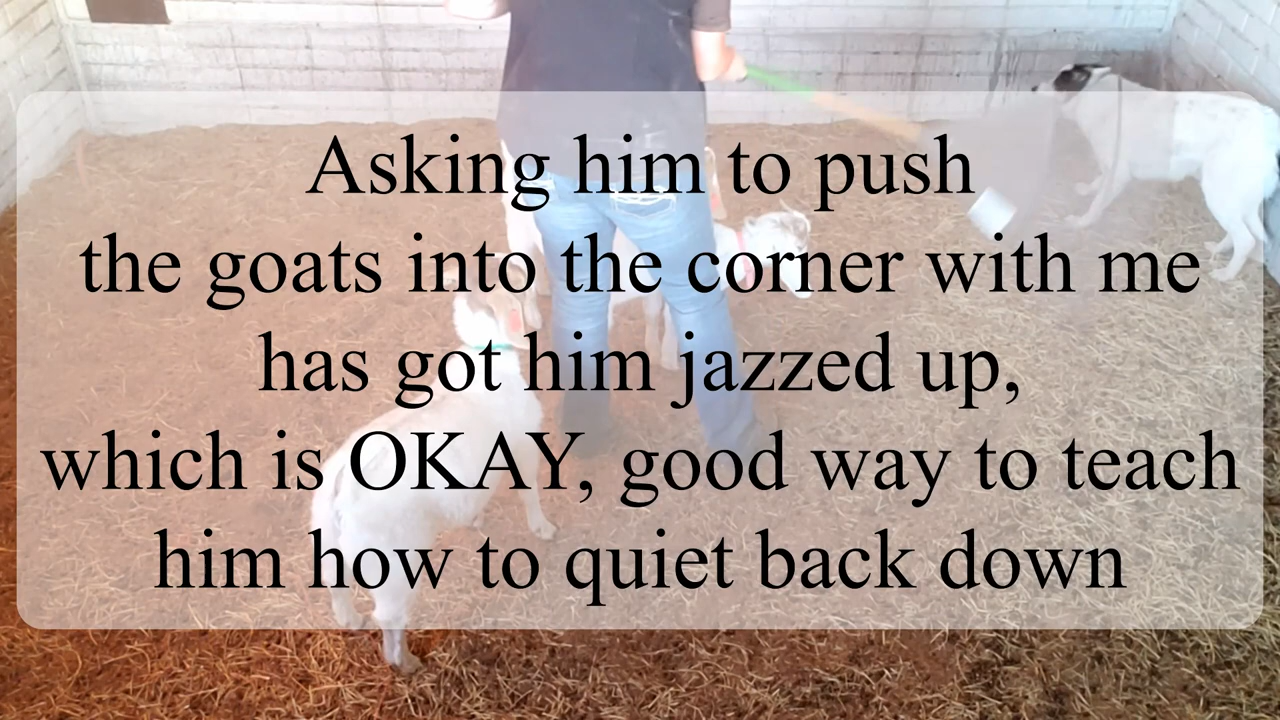 Asking him to push
the goats into the corner with me
has got him jazzed up,
which is OKAY, good way to teach
him how to quiet back down